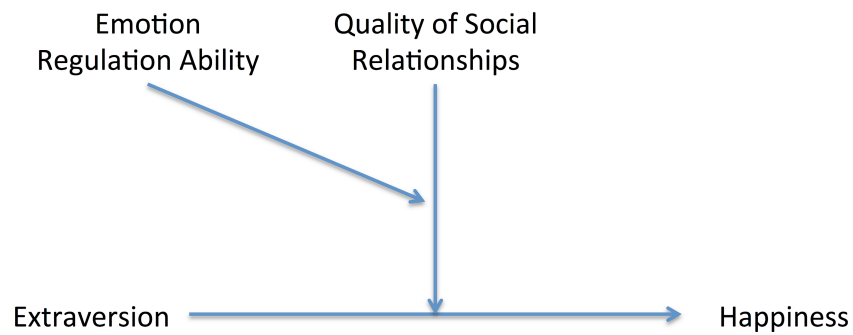 Emotion
Regulation Ability
Quality of Social
Relationships
Extraversion
Happiness